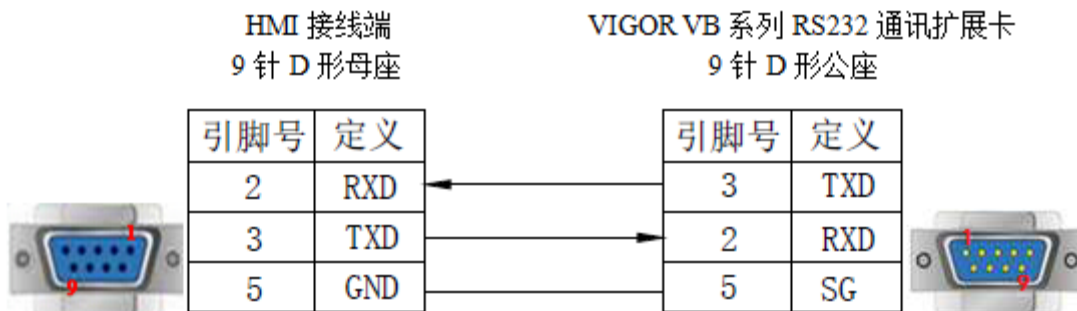 HMI 接线端
9 针 D 形母座
VIGOR VB 系列 RS232 通讯扩展卡
9 针 D 形公座
引脚号 定义
2 RXD
3 TXD
5 GND
引脚号 定义
3 TXD
2 RXD
5 SG
1
9
1
9